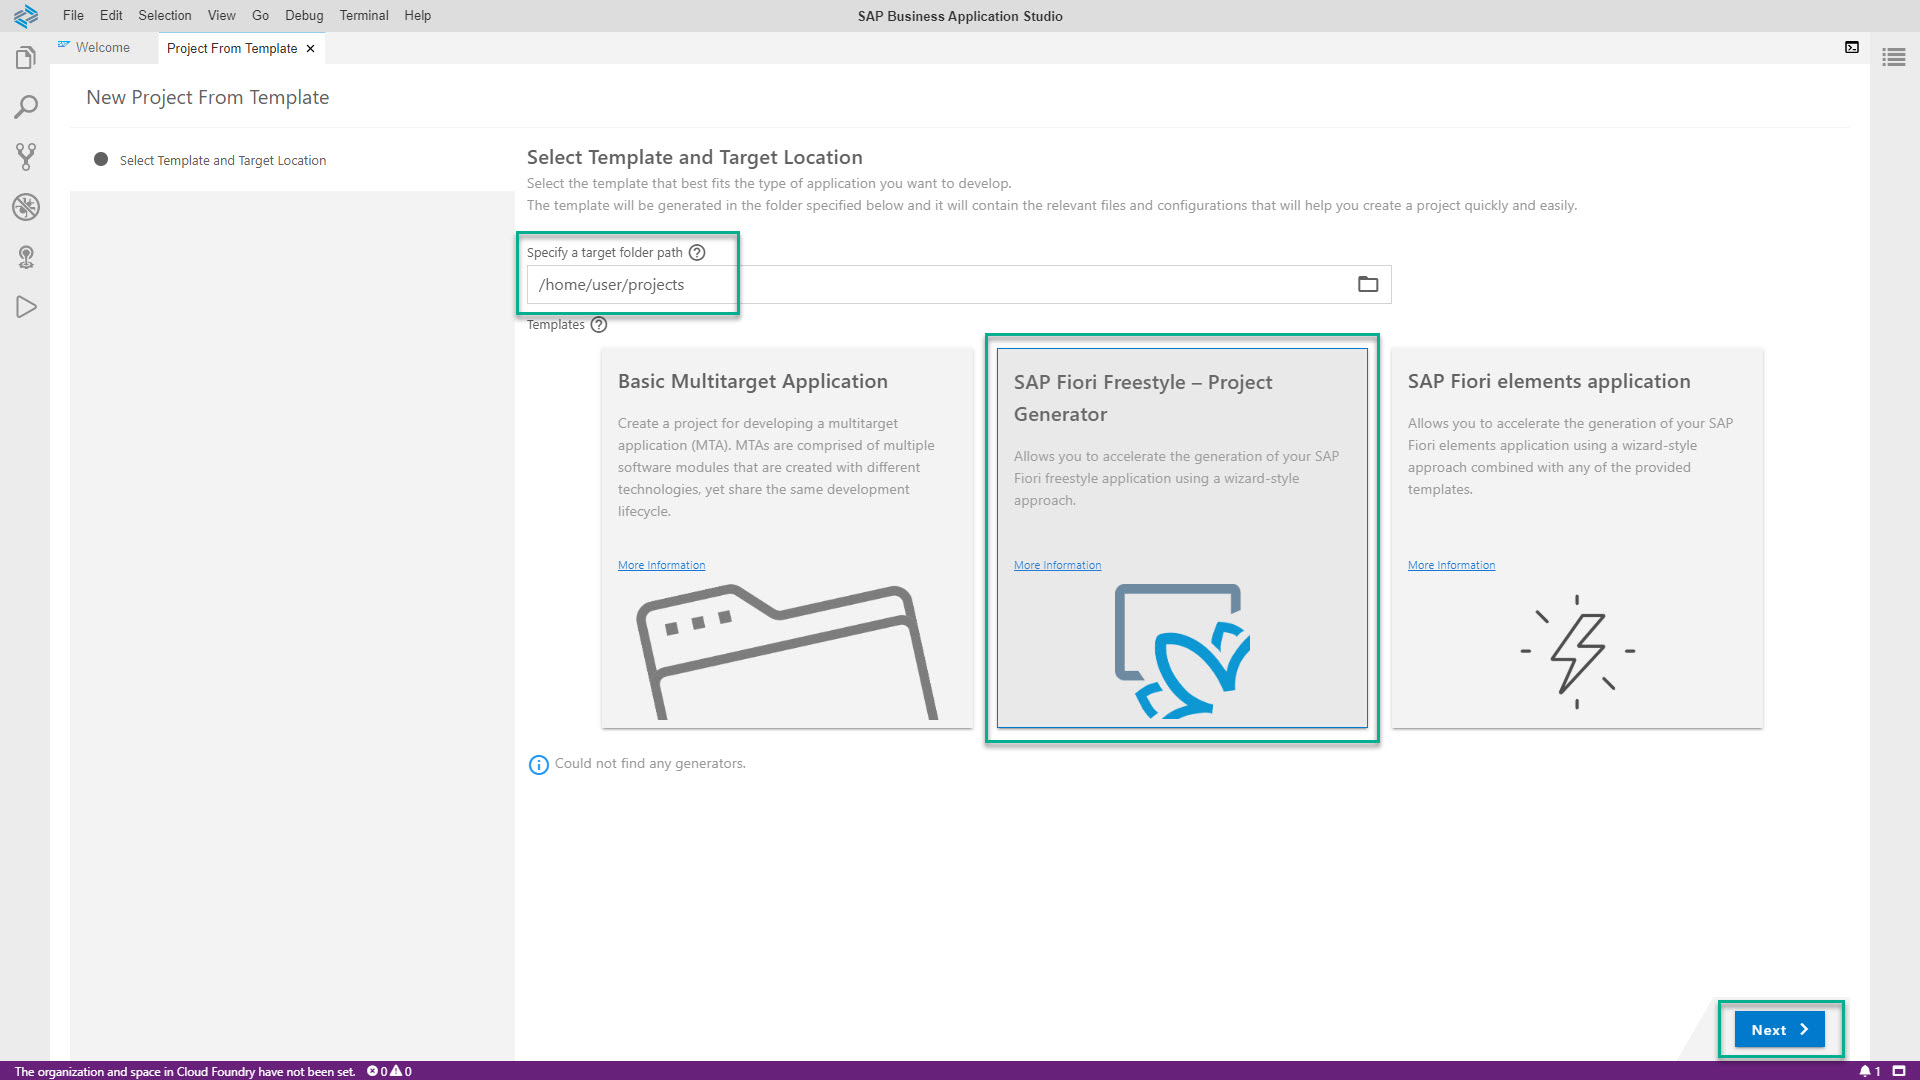 File Edit Selection View Go Debug Terminal Help
SAP Business Application Studio
SAP Welcome
Project From Template ×
New Project From Template
Select Template and Target Location
Select Template and Target Location
Select the template that best fits the type of application you want to develop.
The template will be generated in the folder specified below and it will contain the relevant files and configurations that will help you create a project quickly and easily.
Specify a target folder path ?
/home/user/projects
Templates ?
Basic Multitarget Application
Create a project for developing a multitarget
application (MTA). MTAs are comprised of multiple
software modules that are created with different
technologies, yet share the same development
lifecycle.
More Information
SAP Fiori Freestyle – Project
Generator
Allows you to accelerate the generation of your SAP
Fiori freestyle application using a wizard-style
approach.
More Information
SAP Fiori elements application
Allows you to accelerate the generation of your SAP
Fiori elements application using a wizard-style
approach combined with any of the provided
templates.
More Information
Could not find any generators.
Next
The organization and space in Cloud Foundry have not been set. 0 0
1